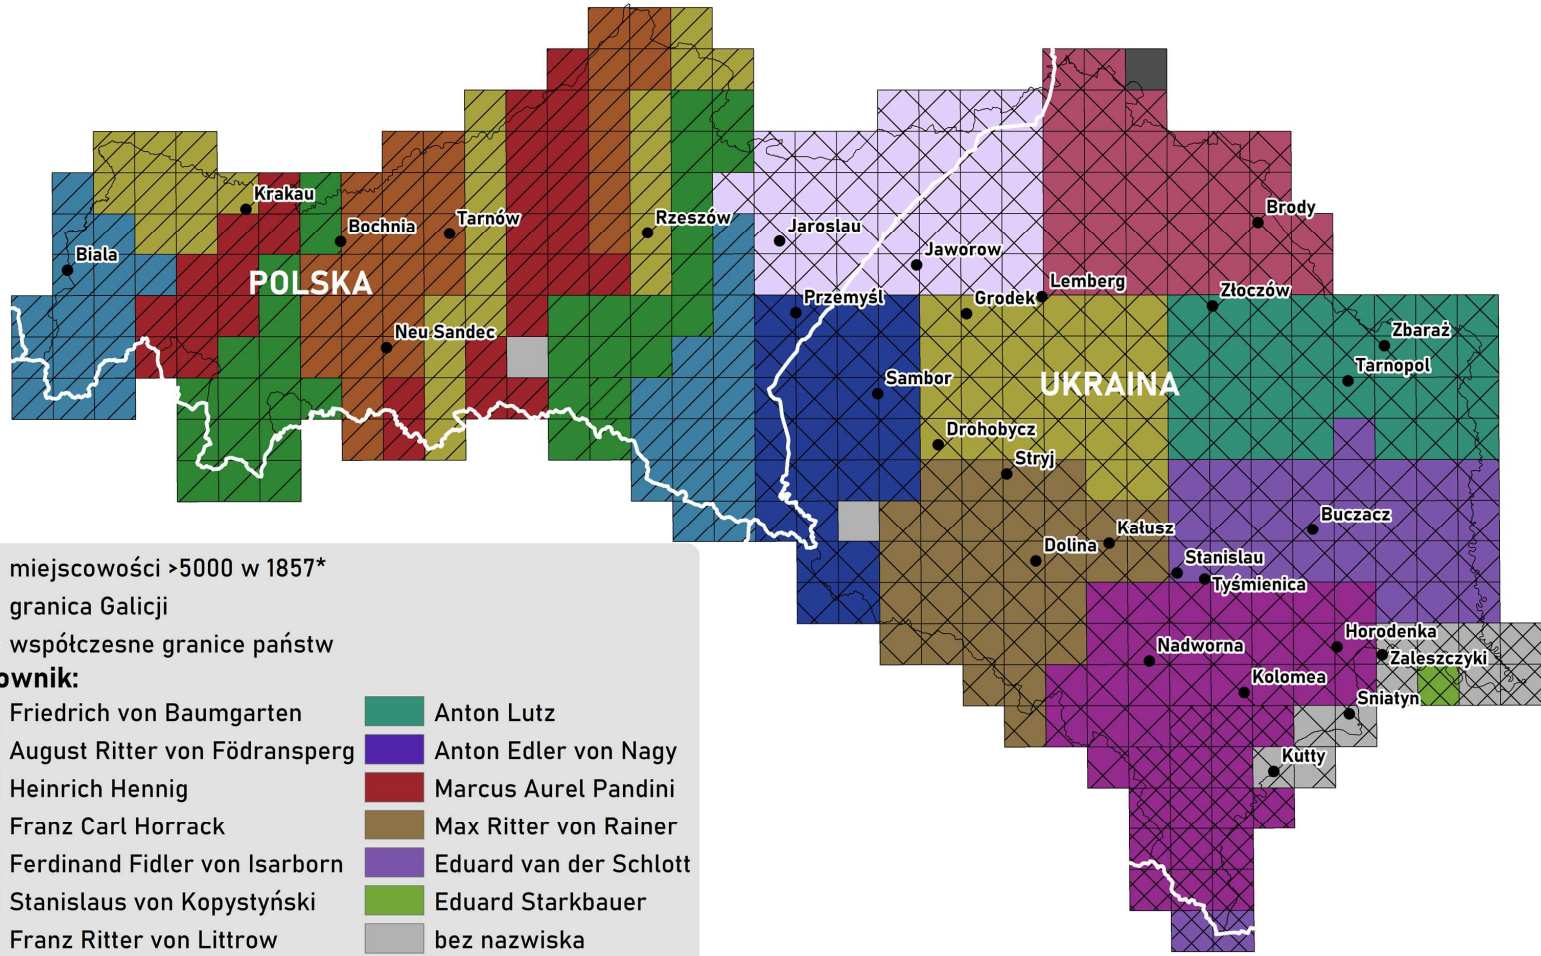 Krakau
Bochnia
Tarnów
Rzeszów
Biala
POLSKA
Neu Sandec
Jaroslau
Jaworow
Brody
Przemyśl
Grodek
Lemberg
Złoczów
Zbaraż
Tarnopol
Sambor
UKRAINA
Drohobycz
Stryj
Buczacz
Kałusz
Dolina
Stanislau
Tyśmienica
Nadworna
Horodenka
Zaleszczyki
Kolomea
Sniatyn
Kutty
miejscowości >5000 w 1857*
granica Galicji
współczesne granice państw
ownik:
Friedrich von Baumgarten
August Ritter von Födransperg
Heinrich Hennig
Franz Carl Horrack
Ferdinand Fidler von Isarborn
Stanislaus von Kopystyński
Franz Ritter von Littrow
Anton Lutz
Anton Edler von Nagy
Marcus Aurel Pandini
Max Ritter von Rainer
Eduard van der Schlott
Eduard Starkbauer
bez nazwiska